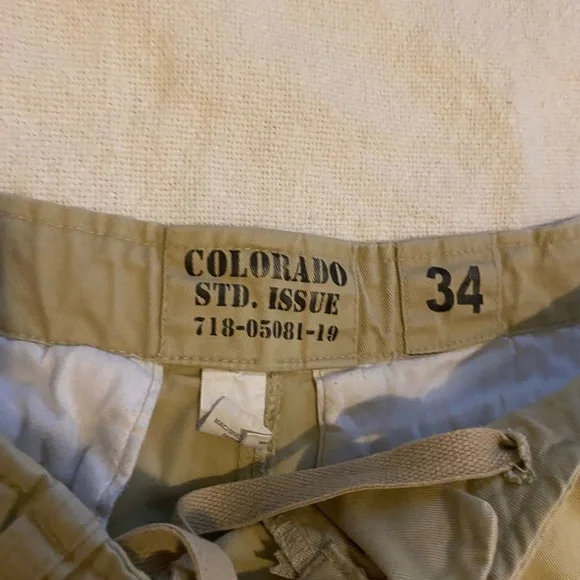 COLORADO
STD. ISSUE
718-05081-19
34